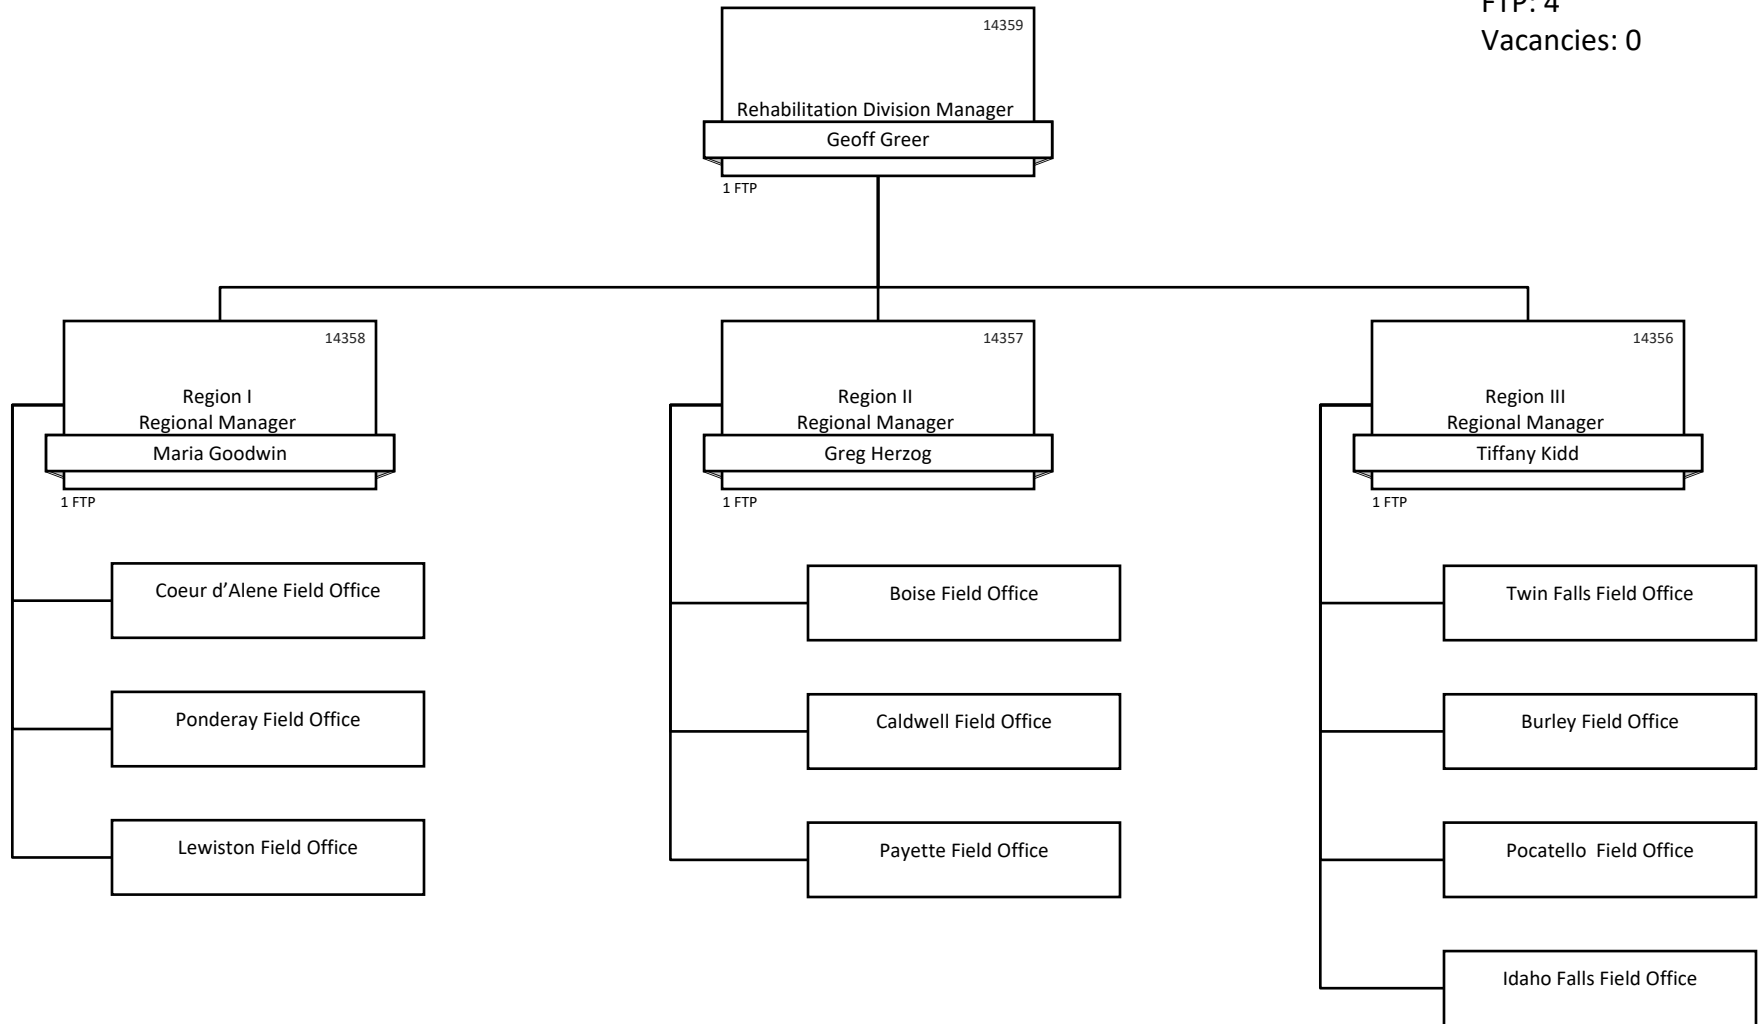 FTP: 4
Vacancies: 0
14359
Rehabilitation Division Manager
Geoff Greer
1 FTP
14358
Region I
Regional Manager
Maria Goodwin
1 FTP
Coeur d’Alene Field Office
Ponderay Field Office
Lewiston Field Office
14357
Region II
Regional Manager
Greg Herzog
1 FTP
Boise Field Office
Caldwell Field Office
Payette Field Office
14356
Region III
Regional Manager
Tiffany Kidd
1 FTP
Twin Falls Field Office
Burley Field Office
Pocatello  Field Office
Idaho Falls Field Office